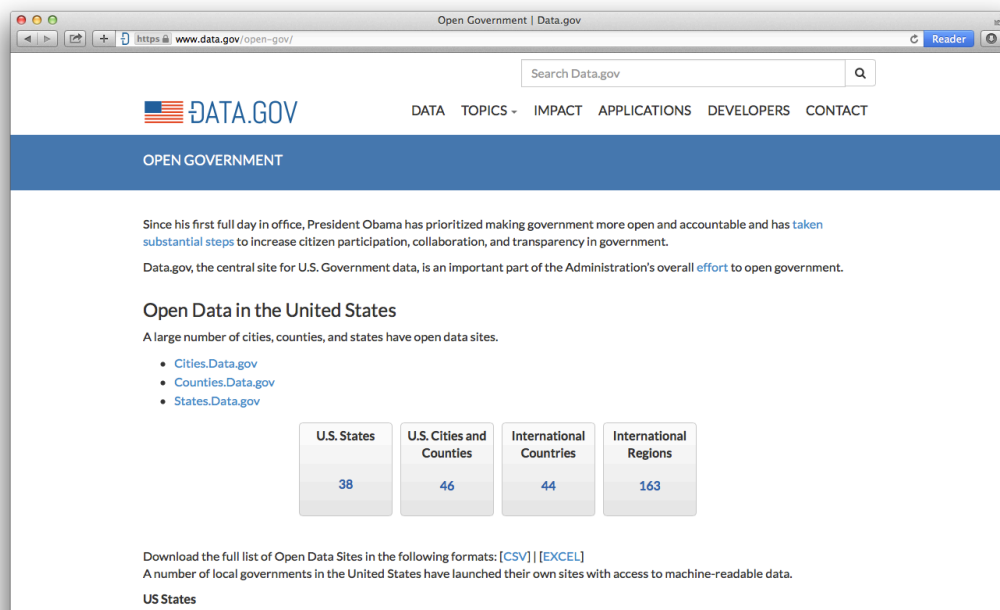 Open Government | Data.gov
https www.data.gov/open-gov/
Reader
Search Data.gov
DATA.GOV
DATA TOPICS IMPACT APPLICATIONS DEVELOPERS CONTACT
OPEN GOVERNMENT
Since his first full day in office, President Obama has prioritized making government more open and accountable and has taken
substantial steps to increase citizen participation, collaboration, and transparency in government.
Data.gov, the central site for U.S. Government data, is an important part of the Administration's overall effort to open government.
Open Data in the United States
A large number of cities, counties, and states have open data sites.
• Cities.Data.gov
• Counties.Data.gov
• States.Data.gov
U.S. States
38
U.S. Cities and
Counties
46
International
Countries
44
International
Regions
163
Download the full list of Open Data Sites in the following formats: [CSV] | [EXCEL]
A number of local governments in the United States have launched their own sites with access to machine-readable data.
US States